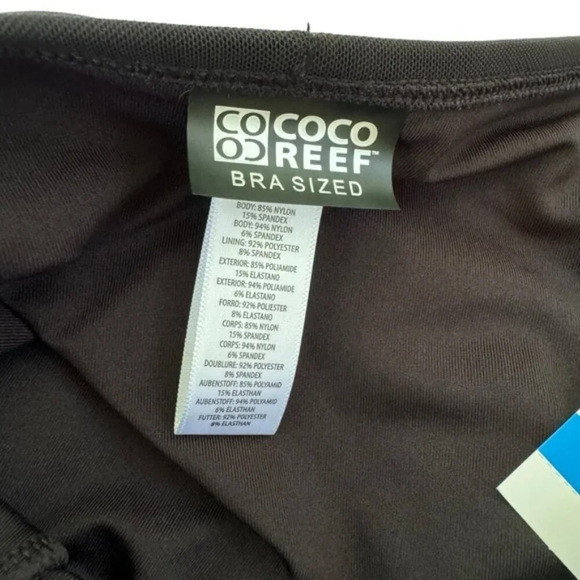 COCO
REEF™
BRA SIZED
BODY: 85% NYLON
15% SPANDEX
BODY: 94% NYLON
6% SPANDEX
LINING: 92% POLYESTER
8% SPANDEX
EXTERIOR: 85% POLIAMIDE
15% ELASTANO
EXTERIOR: 94% POLIAMIDE
6% ELASTANO
FORRO: 92% POLIESTER
8% ELASTANO
CORPS: 85% NYLON
15% SPANDEX
CORPS: 94% NYLON
6% SPANDEX
DOUBLURE: 92% POLYESTER
8% SPANDEX
AUBENSTOFF: 85% POLYAMID
15% ELASTHAN
AUBENSTOFF: 94% POLYAMID
6% ELASTHAN
FUTTER: 92% POLYESTER
8% ELASTHAN